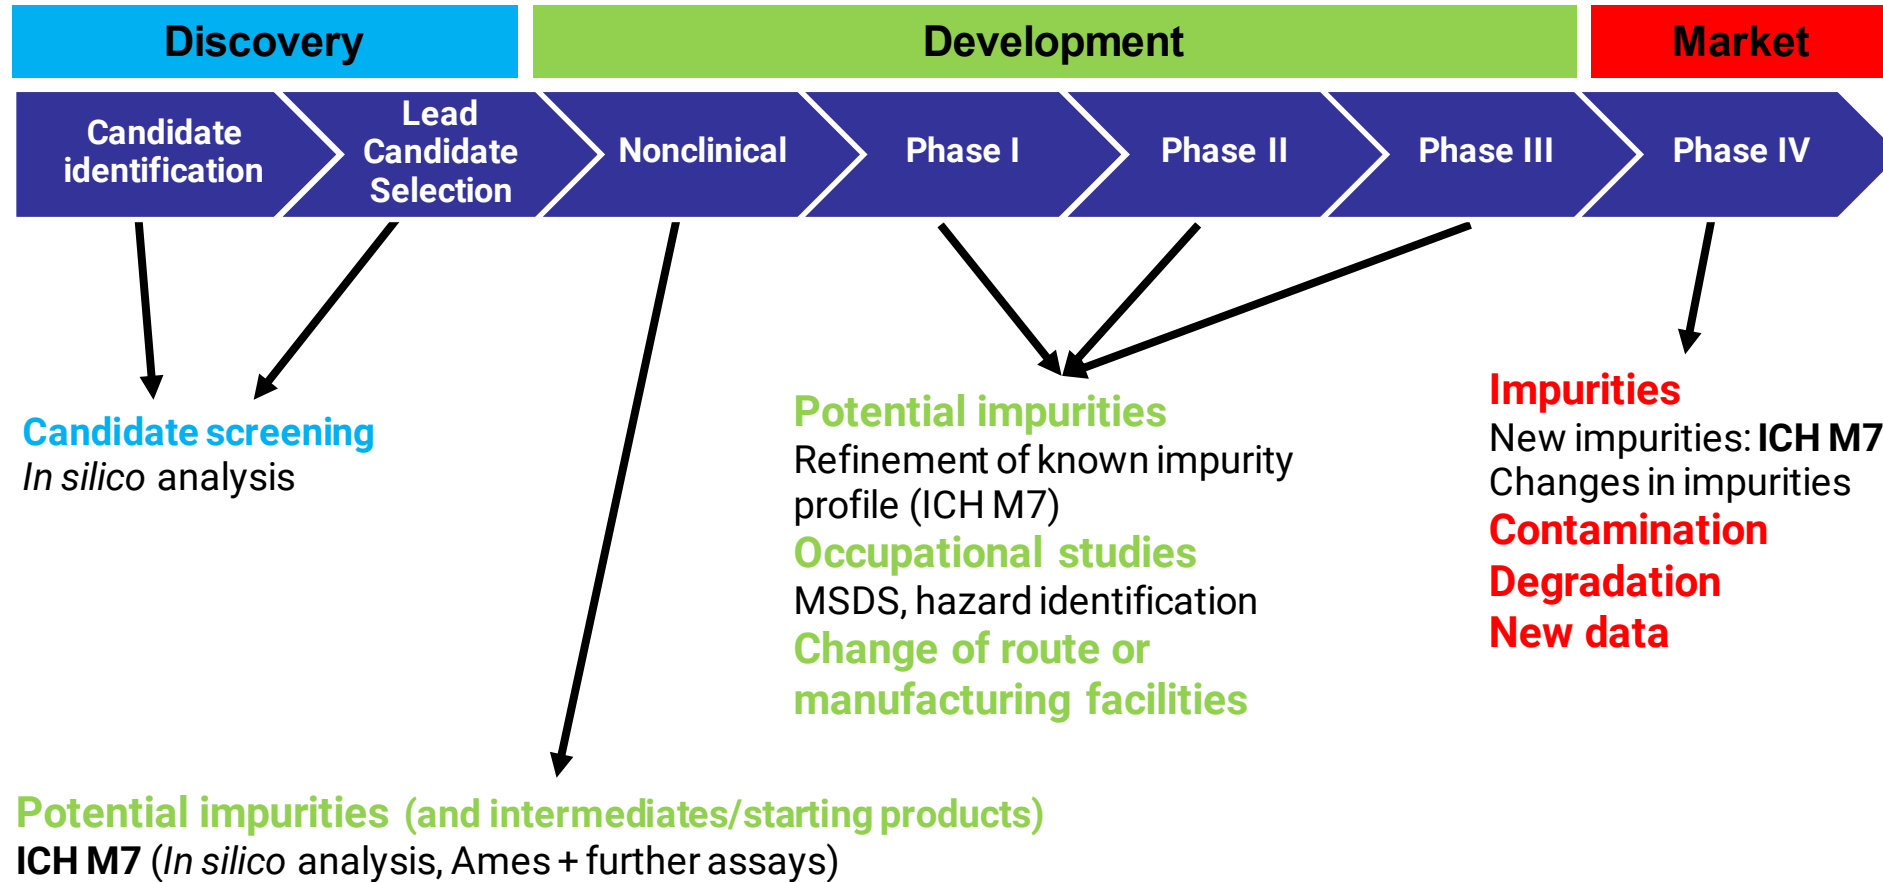 Discovery
Development
Market
Candidate
identification
Lead
Candidate
Selection
Nonclinical
Phase I
Phase II
Phase III
Phase IV
Candidate screening
In silico analysis
Potential impurities
Refinement of known impurity
profile (ICH M7)
Occupational studies
MSDS, hazard identification
Change of route or
manufacturing facilities
Impurities
New impurities: ICH M7
Changes in impurities
Contamination
Degradation
New data
Potential impurities (and intermediates/starting products)
ICH M7 (In silico analysis, Ames + further assays)